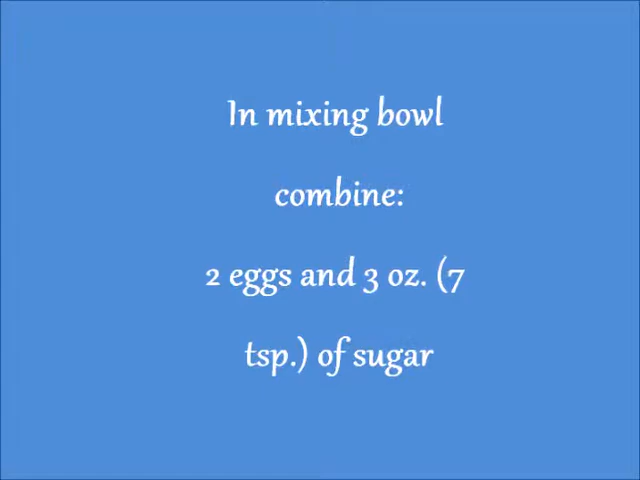 In mixing bowl
combine:
2 eggs and 3 oz. (7
tsp.) of sugar